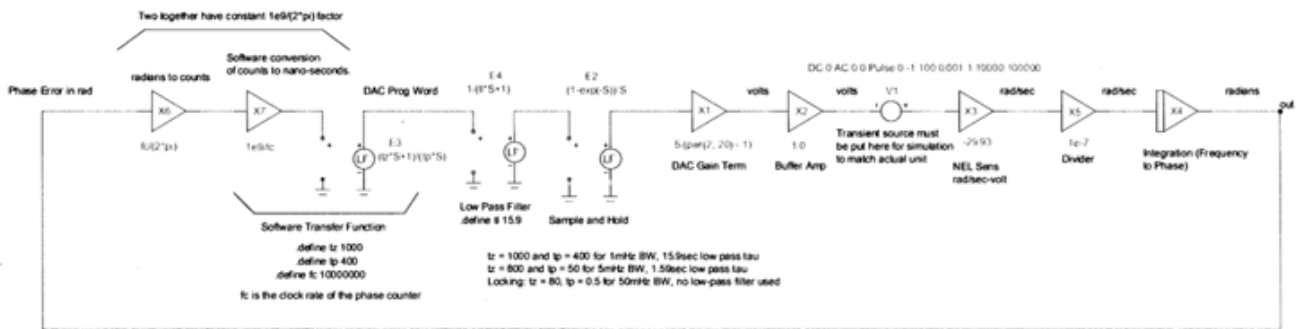 Two together have constant 1e9/(2*pi) factor
Software conversion
of counts to nano-seconds.
radians to counts
DC 0 AC 0 0 Pulse 0 -1 100 0.001 1 10000 100000
E4
1/(tl*S+1)
E2
(1-exp(-S))/S
Phase Error in rad
DAC Prog Word
volts
volts
V1
rad/sec
rad/sec
radians
out
X6
X7
X1
X2
X3
X5
X4
fc/(2*pi)
1e9/fc
E3
(tz*S+1)/(tp*S)
LF
LF
LF
5/(pwr(2, 20) - 1)
DAC Gain Term
1.0
Buffer Amp
Transient source must
be put here for simulation
to match actual unit
-29.93
NEL Sens
rad/sec-volt
1e-7
Divider
Integration (Frequency
to Phase)
Low Pass Filter
.define tl 15.9
Sample and Hold
Software Transfer Function
.define tz 1000
.define tp 400
.define fc 10000000
fc is the clock rate of the phase counter
tz = 1000 and tp = 400 for 1mHz BW, 15.9sec low pass tau
tz = 800 and tp = 50 for 5mHz BW, 1.59sec low pass tau
Locking: tz = 80, tp = 0.5 for 50mHz BW, no low-pass filter used